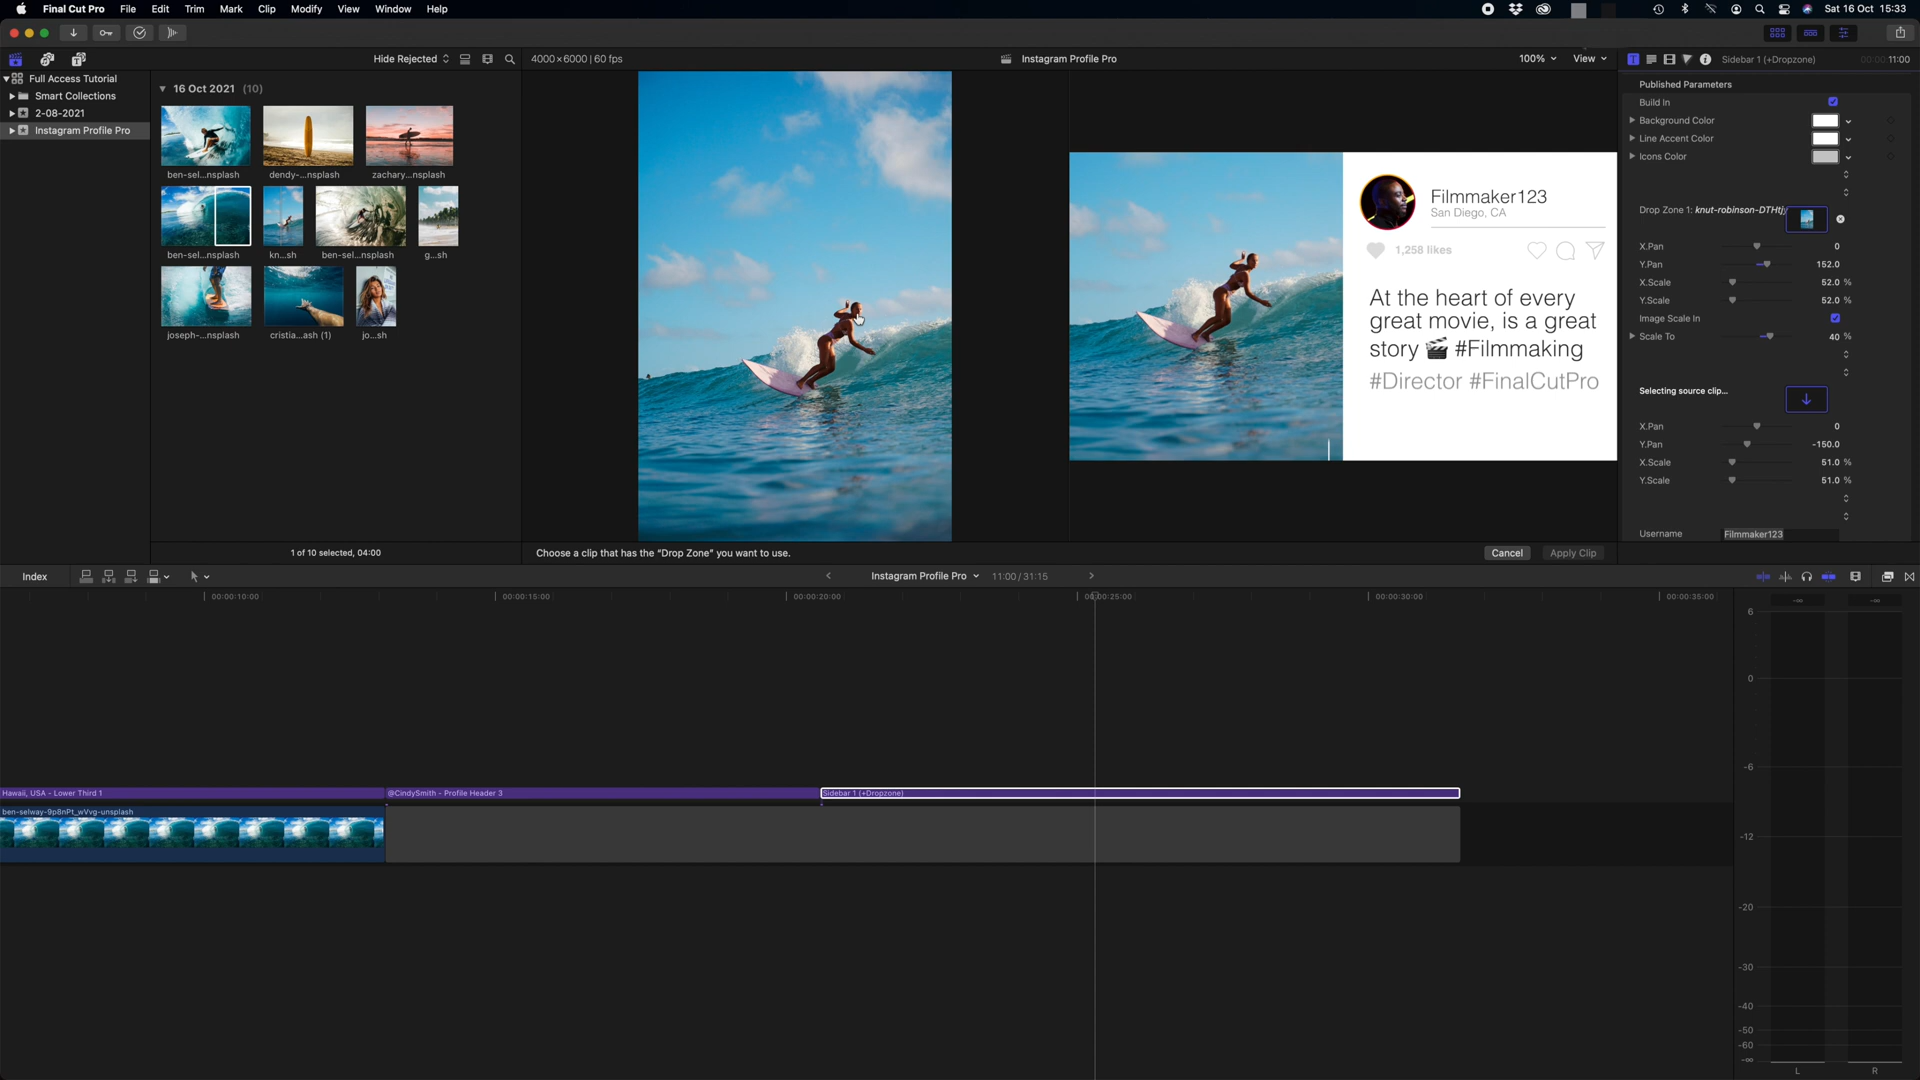 Final Cut Pro File Edit Trim Mark Clip Modify View Window Help Sat 16 Oct 15:33
Hide Rejected 4000×6000 | 60 fps Instagram Profile Pro 100% View Sidebar 1 (+Dropzone) 00:00:11:00
Full Access Tutorial
Smart Collections
2-08-2021
Instagram Profile Pro
16 Oct 2021 (10)
ben-sel...nsplash dendy-...nsplash zachary...nsplash
ben-sel...nsplash kn...sh ben-sel...nsplash g...sh
joseph-...nsplash cristia...ash (1) jo...sh
1 of 10 selected, 04:00
Filmmaker123
San Diego, CA
1,258 likes
At the heart of every
great movie, is a great
story 🎬 #Filmmaking
#Director #FinalCutPro
Choose a clip that has the "Drop Zone" you want to use. Cancel Apply Clip
Published Parameters
Build In
Background Color
Line Accent Color
Icons Color
Drop Zone 1: knut-robinson-DTHtj
X.Pan 0
Y.Pan 152.0
X.Scale 52.0 %
Y.Scale 52.0 %
Image Scale In
Scale To 40 %
Selecting source clip...
X.Pan 0
Y.Pan -150.0
X.Scale 51.0 %
Y.Scale 51.0 %
Username Filmmaker123
Index Instagram Profile Pro 11:00 / 31:15
00:00:10:00 00:00:15:00 00:00:20:00 00:00:25:00 00:00:30:00 00:00:35:00
Hawaii, USA - Lower Third 1 @CindySmith - Profile Header 3 Sidebar 1 (+Dropzone)
ben-selway-9p8nPt_wVvg-unsplash
-∞ -∞
6
0
-6
-12
-20
-30
-40
-50
-60
-∞
L R